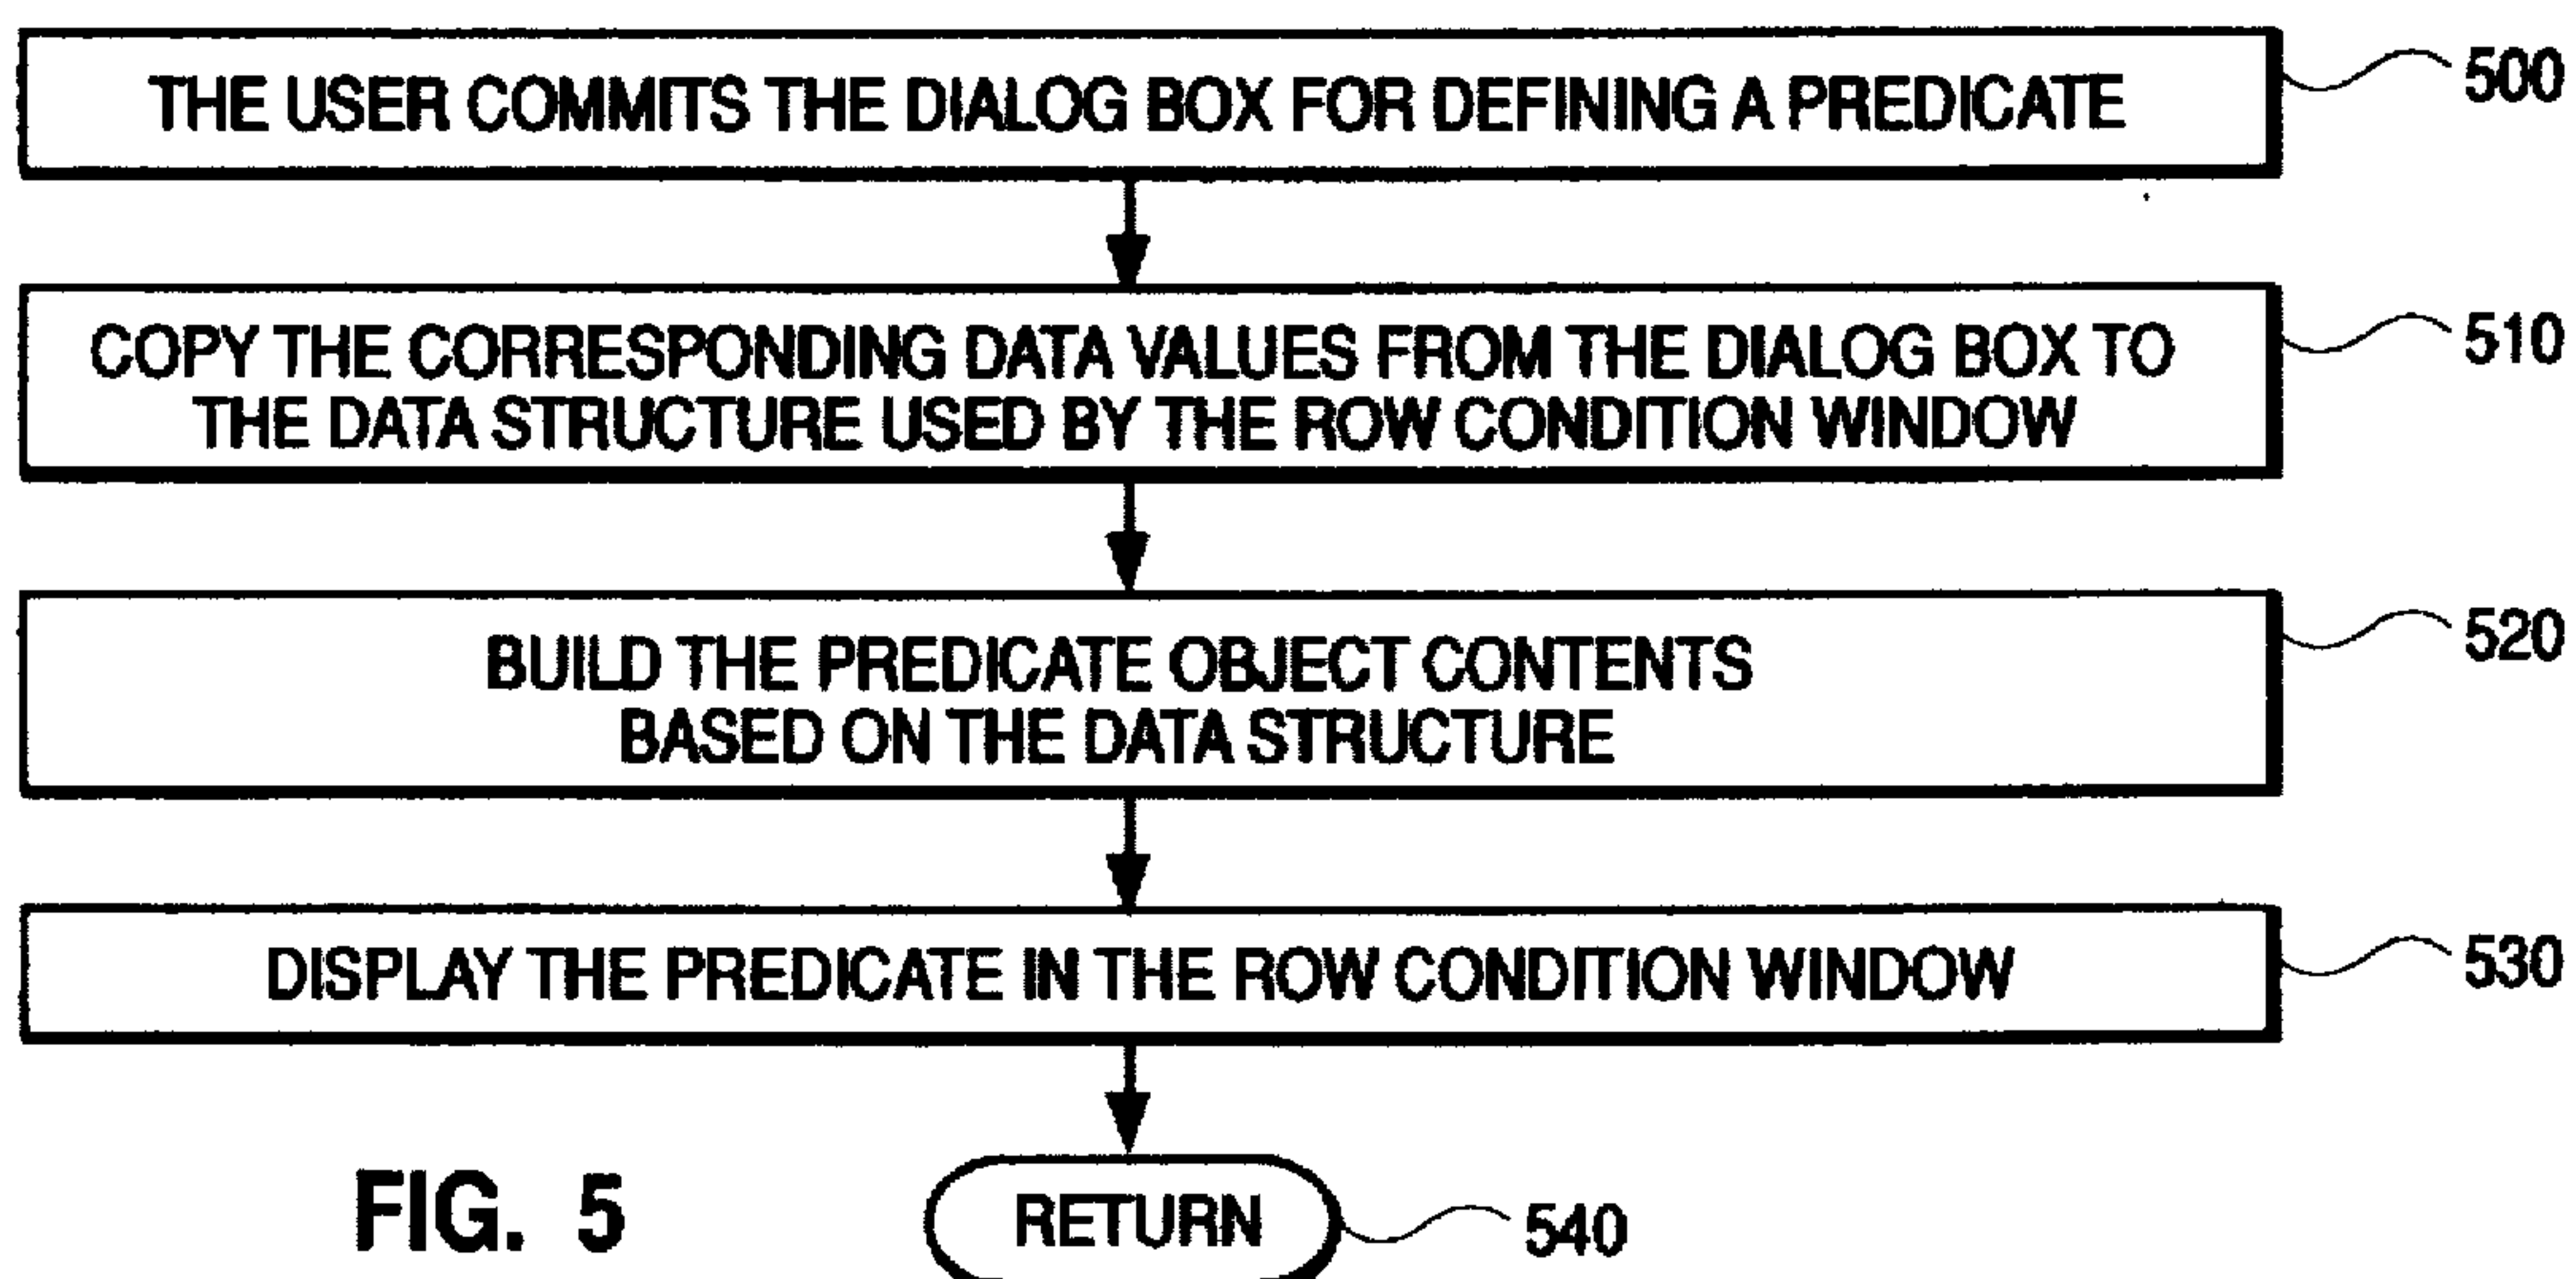 THE USER COMMITS THE DIALOG BOX FOR DEFINING A PREDICATE
500
COPY THE CORRESPONDING DATA VALUES FROM THE DIALOG BOX TO
THE DATA STRUCTURE USED BY THE ROW CONDITION WINDOW
510
BUILD THE PREDICATE OBJECT CONTENTS
BASED ON THE DATA STRUCTURE
520
DISPLAY THE PREDICATE IN THE ROW CONDITION WINDOW
530
RETURN
540
FIG. 5